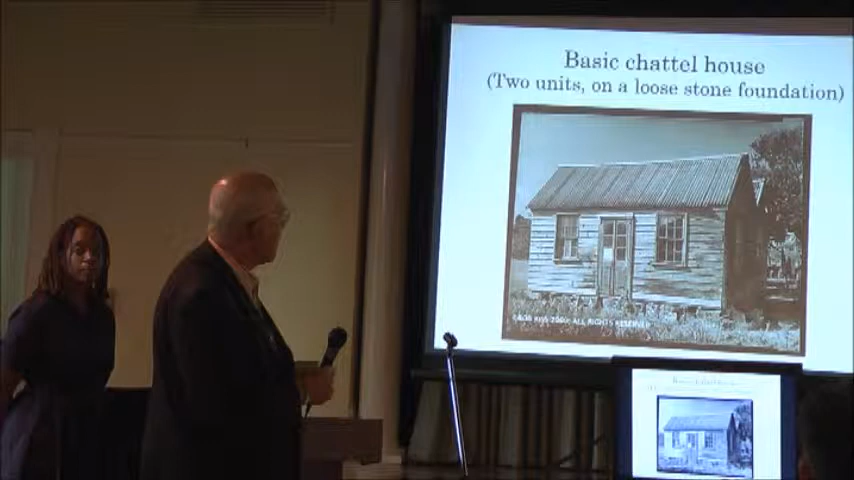 Basic chattel house
(Two units, on a loose stone foundation)
ALL RIGHTS RESERVED